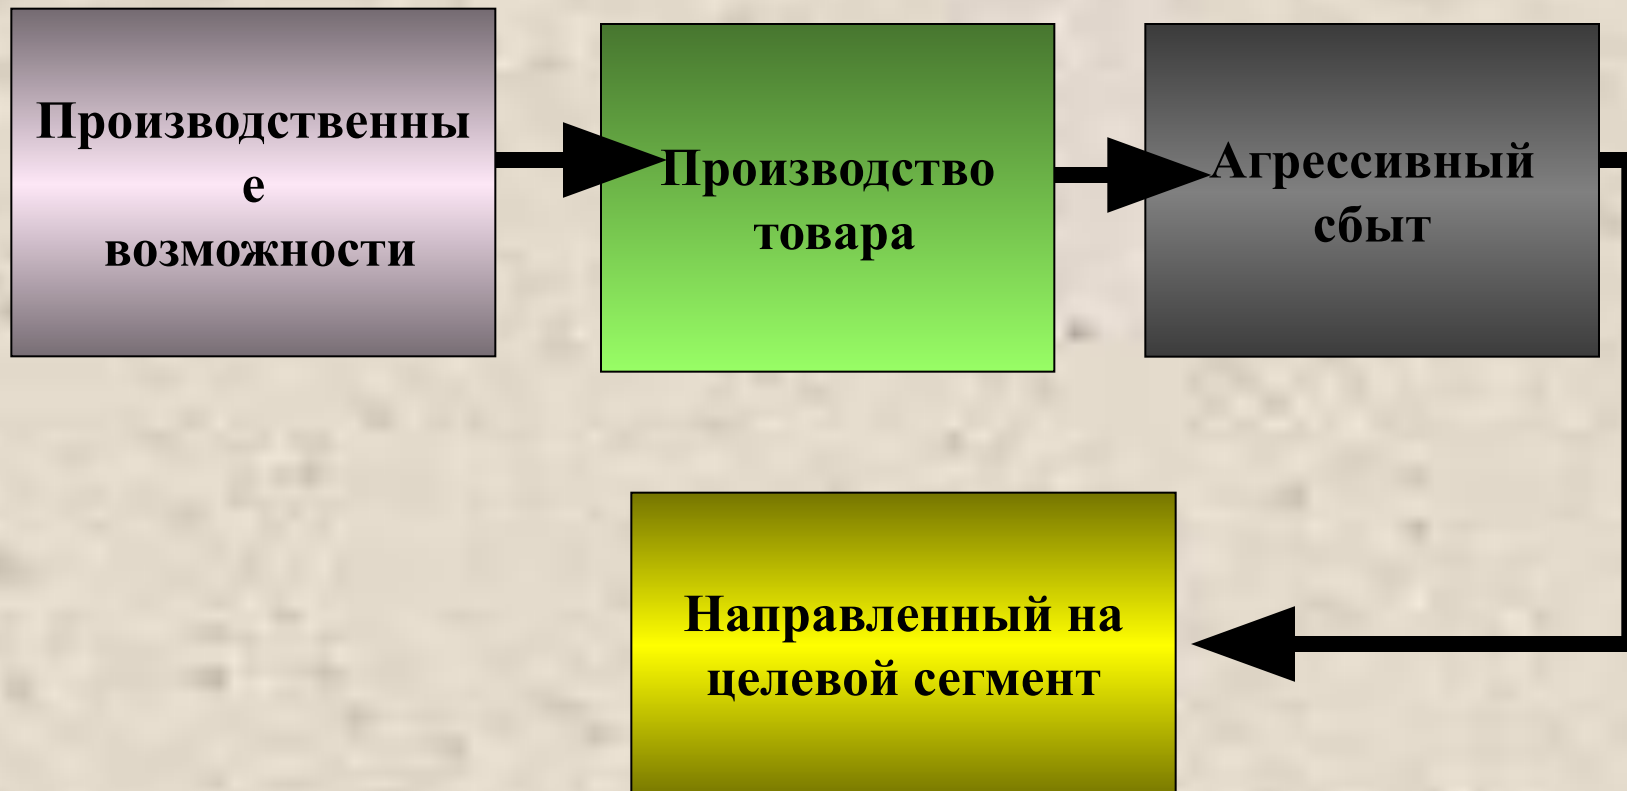 Производственны
е
возможности
Производство
товара
Агрессивный
сбыт
Направленный на
целевой сегмент